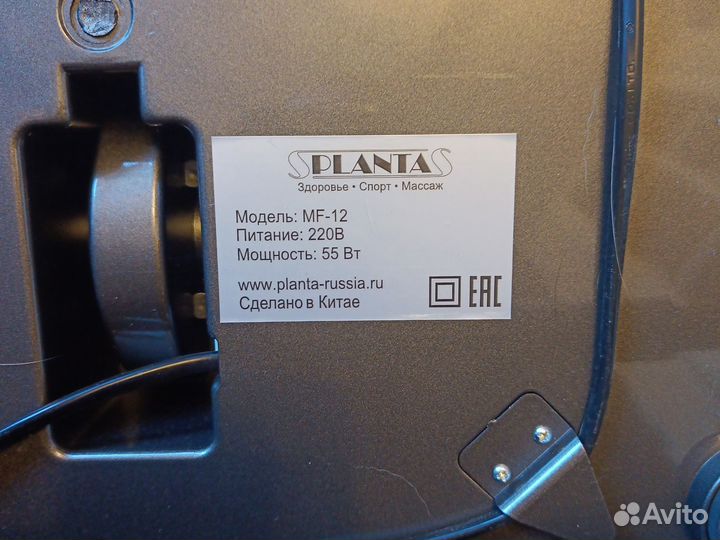 SPLANTAS
Здоровье • Спорт • Массаж
Модель: MF-12
Питание: 220В
Мощность: 55 Вт
www.planta-russia.ru
Сделано в Китае
EAC
Avito